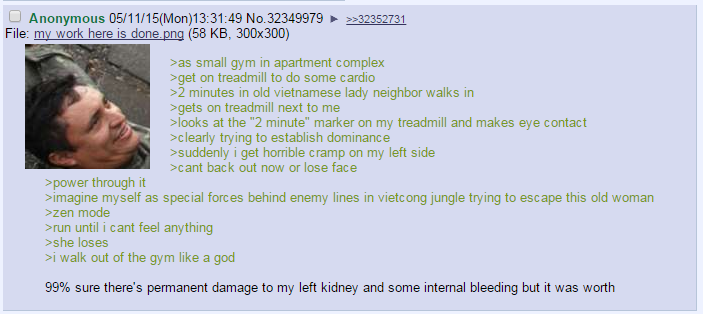 Anonymous 05/11/15(Mon)13:31:49 No.32349979 ► >>32352731
File: my work here is done.png (58 KB, 300x300)
>as small gym in apartment complex
>get on treadmill to do some cardio
>2 minutes in old vietnamese lady neighbor walks in
>gets on treadmill next to me
>looks at the "2 minute" marker on my treadmill and makes eye contact
>clearly trying to establish dominance
>suddenly i get horrible cramp on my left side
>cant back out now or lose face
>power through it
>imagine myself as special forces behind enemy lines in vietcong jungle trying to escape this old woman
>zen mode
>run until i cant feel anything
>she loses
>i walk out of the gym like a god
99% sure there's permanent damage to my left kidney and some internal bleeding but it was worth